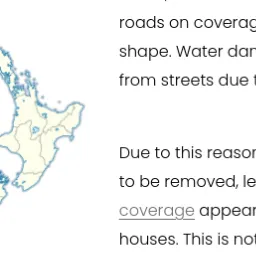 roads on coverag
shape. Water dam
from streets due t
Due to this reason
to be removed, le
coverage appear
houses. This is not